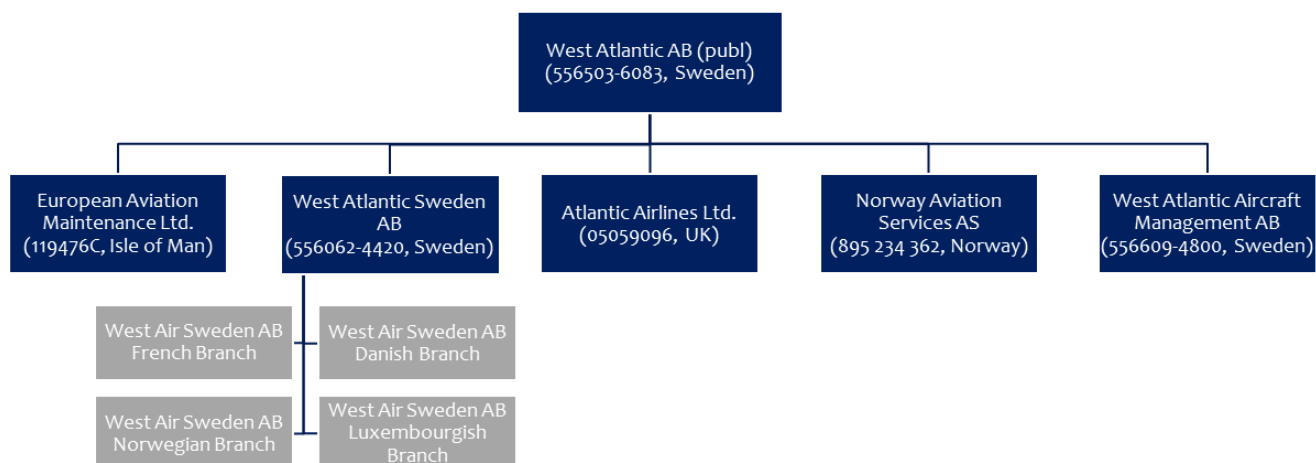 West Atlantic AB (publ)
(556503-6083, Sweden)
European Aviation
Maintenance Ltd.
(119476C, Isle of Man)
West Atlantic Sweden
AB
(556062-4420, Sweden)
Atlantic Airlines Ltd.
(05059096, UK)
Norway Aviation
Services AS
(895 234 362, Norway)
West Atlantic Aircraft
Management AB
(556609-4800, Sweden)
West Air Sweden AB
French Branch
West Air Sweden AB
Danish Branch
West Air Sweden AB
Norwegian Branch
West Air Sweden AB
Luxembourgish
Branch